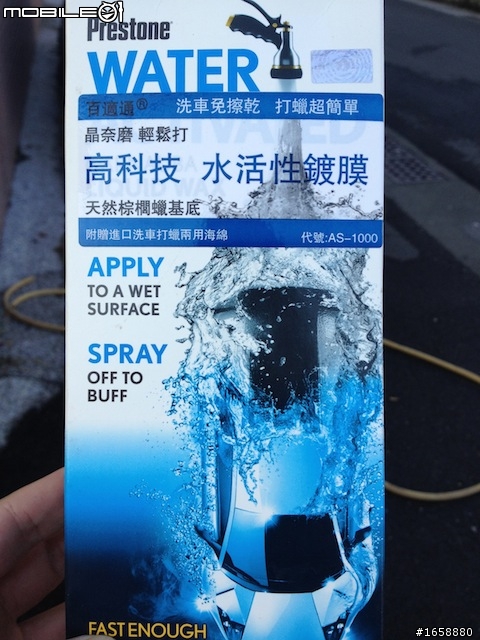 MOBILE01
Prestone
WATER
百適通® 洗車免擦乾 打蠟超簡單
晶奈磨 輕鬆打
高科技 水活性鍍膜
天然棕櫚蠟基底
附贈進口洗車打蠟兩用海綿 代號:AS-1000
APPLY
TO A WET
SURFACE
SPRAY
OFF TO
BUFF
FAST ENOUGH
#1658880